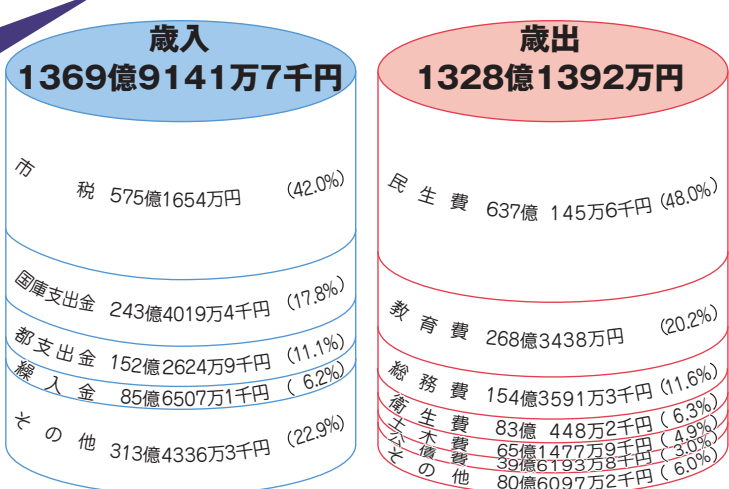 歳入
1369億9141万7千円
市税 575億1654万円 (42.0%)
国庫支出金 243億4019万4千円 (17.8%)
都支出金 152億2624万9千円 (11.1%)
繰入金 85億6507万1千円 ( 6.2%)
その他 313億4336万3千円 (22.9%)
歳出
1328億1392万円
民生費 637億 145万6千円 (48.0%)
教育費 268億3438万円 (20.2%)
総務費 154億3591万3千円 (11.6%)
衛生費 83億 448万2千円 ( 6.3%)
土木費 65億1477万9千円 ( 4.9%)
公債費 39億6193万8千円 ( 3.0%)
その他 80億6097万2千円 ( 6.0%)